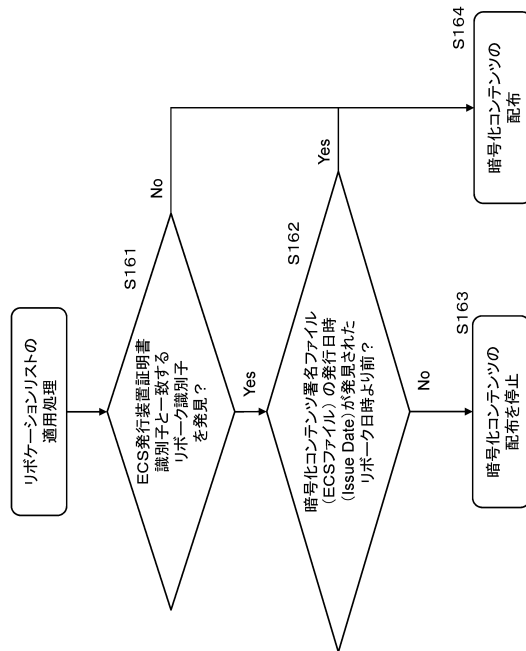 リボケーションリストの
適用処理
S161
ECS発行装置証明書
識別子と一致する
リボーク識別子
を発見？
No
Yes
S162
暗号化コンテンツ署名ファイル
（ECSファイル）の発行日時
（Issue Date）が発見された
リボーク日時より前？
Yes
No
S163
暗号化コンテンツの
配布を停止
S164
暗号化コンテンツの
配布